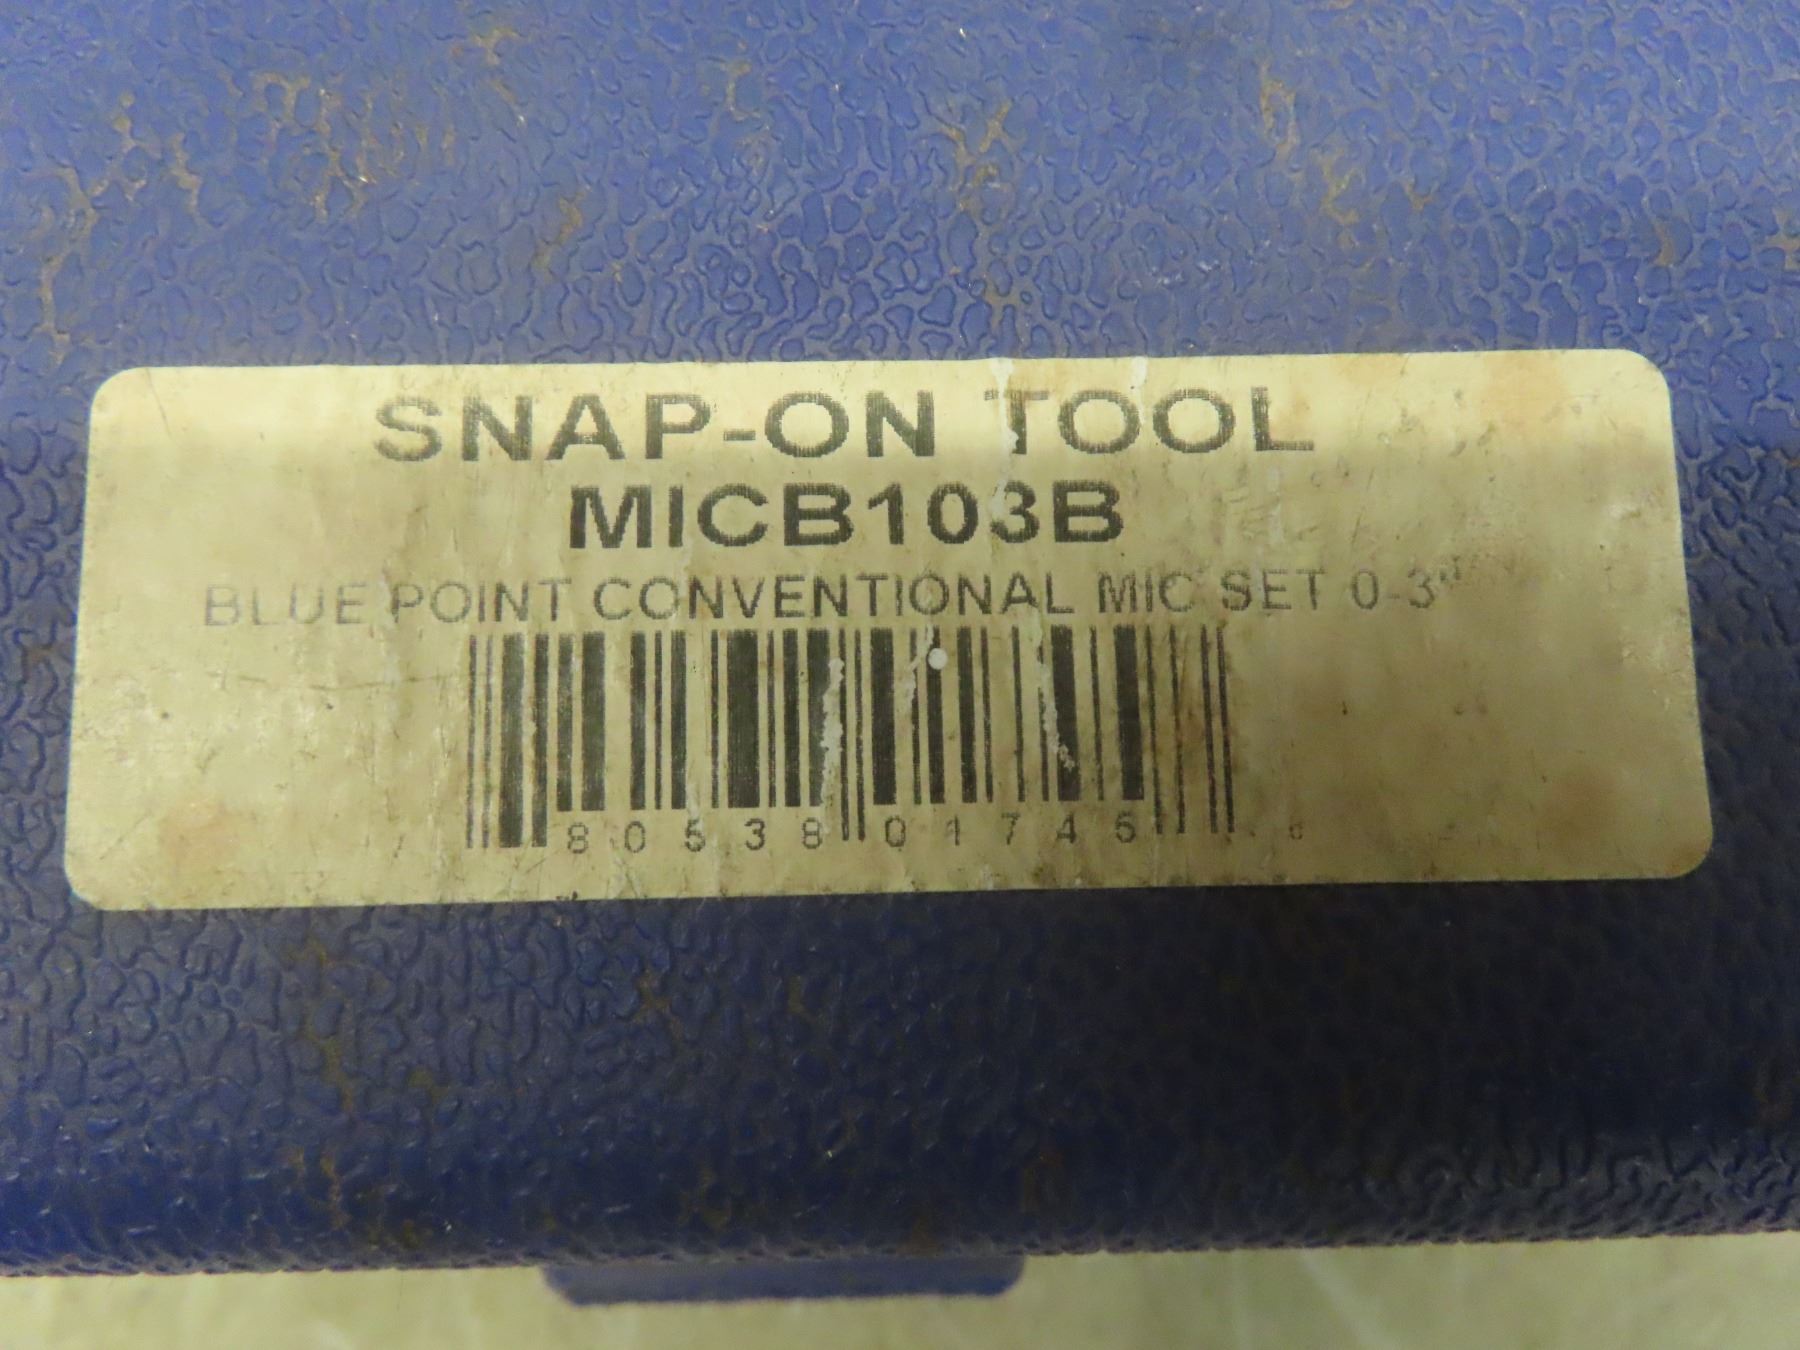 SNAP-ON TOOL
MICB103B
BLUE POINT CONVENTIONAL MIC SET 0-3"
80538 01745